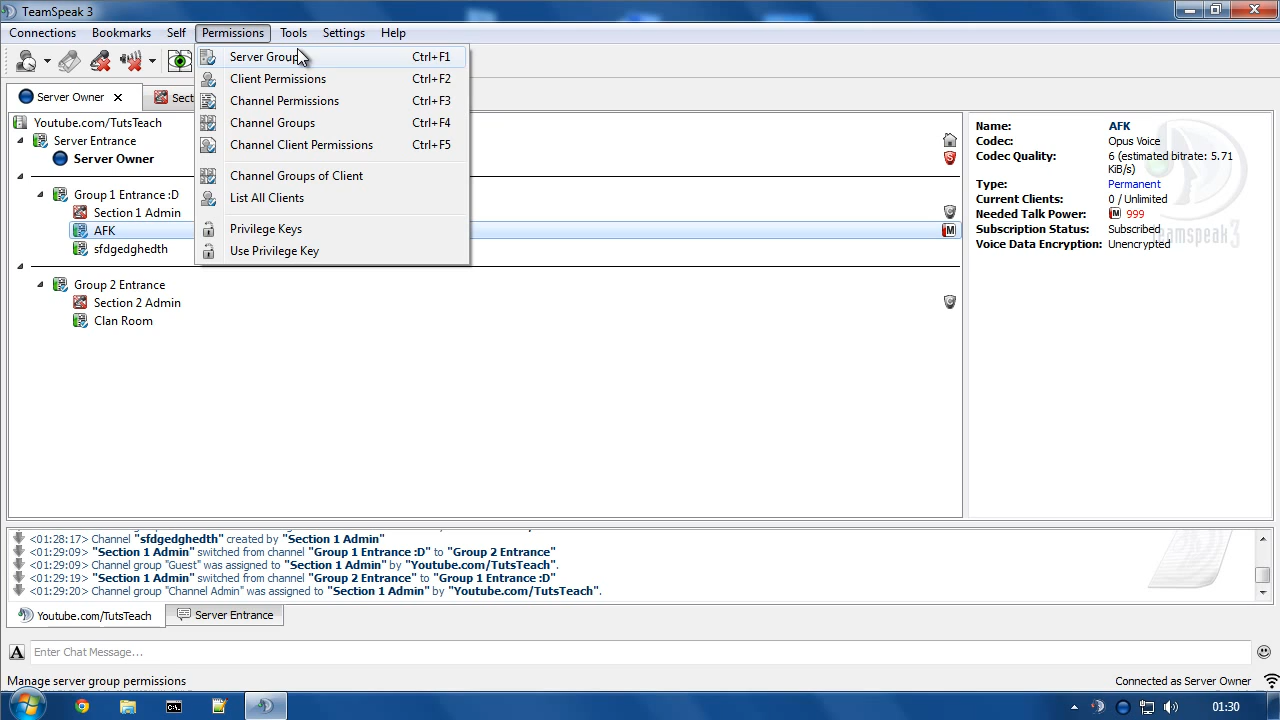 TeamSpeak 3
Connections Bookmarks Self Permissions Tools Settings Help
Server Groups Ctrl+F1
Client Permissions Ctrl+F2
Channel Permissions Ctrl+F3
Channel Groups Ctrl+F4
Channel Client Permissions Ctrl+F5
Channel Groups of Client
List All Clients
Privilege Keys
Use Privilege Key
Server Owner Sect
Youtube.com/TutsTeach
Server Entrance
Server Owner
Group 1 Entrance :D
Section 1 Admin
AFK
sfdgedghedth
Group 2 Entrance
Section 2 Admin
Clan Room
Name: AFK
Codec: Opus Voice
Codec Quality: 6 (estimated bitrate: 5.71
KiB/s)
Type: Permanent
Current Clients: 0 / Unlimited
Needed Talk Power: 999
Subscription Status: Subscribed
Voice Data Encryption: Unencrypted
teamspeak3
<01:28:17> Channel "sfdgedghedth" created by "Section 1 Admin"
<01:29:09> "Section 1 Admin" switched from channel "Group 1 Entrance :D" to "Group 2 Entrance"
<01:29:09> Channel group "Guest" was assigned to "Section 1 Admin" by "Youtube.com/TutsTeach".
<01:29:19> "Section 1 Admin" switched from channel "Group 2 Entrance" to "Group 1 Entrance :D"
<01:29:20> Channel group "Channel Admin" was assigned to "Section 1 Admin" by "Youtube.com/TutsTeach".
Youtube.com/TutsTeach Server Entrance
Enter Chat Message...
Manage server group permissions Connected as Server Owner
01:30